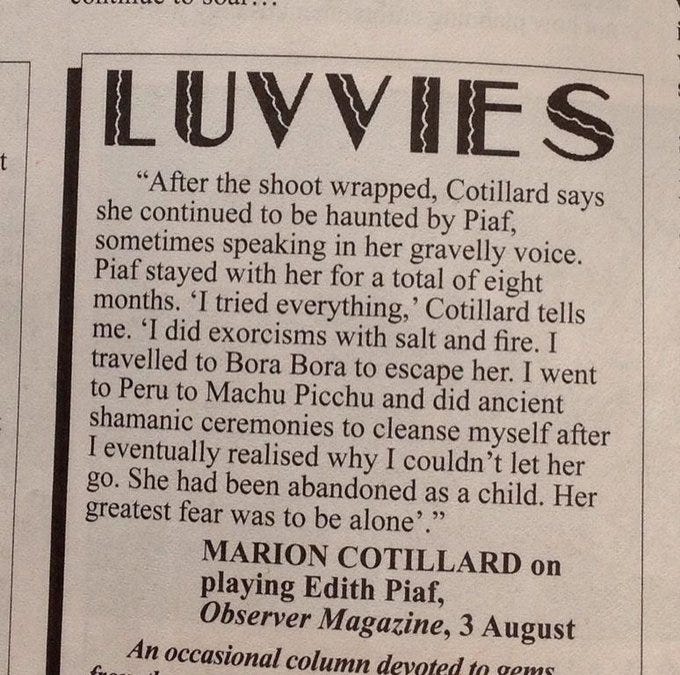 LUVVIES
“After the shoot wrapped, Cotillard says
she continued to be haunted by Piaf,
sometimes speaking in her gravelly voice.
Piaf stayed with her for a total of eight
months. ‘I tried everything,’ Cotillard tells
me. ‘I did exorcisms with salt and fire. I
travelled to Bora Bora to escape her. I went
to Peru to Machu Picchu and did ancient
shamanic ceremonies to cleanse myself after
I eventually realised why I couldn’t let her
go. She had been abandoned as a child. Her
greatest fear was to be alone’.”
MARION COTILLARD on
playing Edith Piaf,
Observer Magazine, 3 August
An occasional column devoted to gems